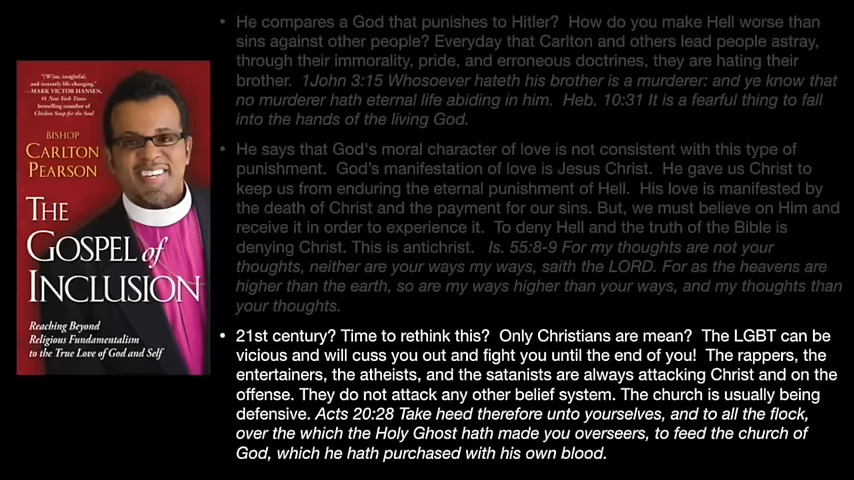 "[W]ise, insightful,
and instantly life-changing."
—MARK VICTOR HANSEN,
#1 New York Times
bestselling coauthor of
Chicken Soup for the Soul
BISHOP
CARLTON
PEARSON
THE
GOSPEL of
INCLUSION
Reaching Beyond
Religious Fundamentalism
to the True Love of God and Self
• He compares a God that punishes to Hitler? How do you make Hell worse than
sins against other people? Everyday that Carlton and others lead people astray,
through their immorality, pride, and erroneous doctrines, they are hating their
brother. 1John 3:15 Whosoever hateth his brother is a murderer: and ye know that
no murderer hath eternal life abiding in him. Heb. 10:31 It is a fearful thing to fall
into the hands of the living God.
• He says that God's moral character of love is not consistent with this type of
punishment. God's manifestation of love is Jesus Christ. He gave us Christ to
keep us from enduring the eternal punishment of Hell. His love is manifested by
the death of Christ and the payment for our sins. But, we must believe on Him and
receive it in order to experience it. To deny Hell and the truth of the Bible is
denying Christ. This is antichrist. Is. 55:8-9 For my thoughts are not your
thoughts, neither are your ways my ways, saith the LORD. For as the heavens are
higher than the earth, so are my ways higher than your ways, and my thoughts than
your thoughts.
• 21st century? Time to rethink this? Only Christians are mean? The LGBT can be
vicious and will cuss you out and fight you until the end of you! The rappers, the
entertainers, the atheists, and the satanists are always attacking Christ and on the
offense. They do not attack any other belief system. The church is usually being
defensive. Acts 20:28 Take heed therefore unto yourselves, and to all the flock,
over the which the Holy Ghost hath made you overseers, to feed the church of
God, which he hath purchased with his own blood.